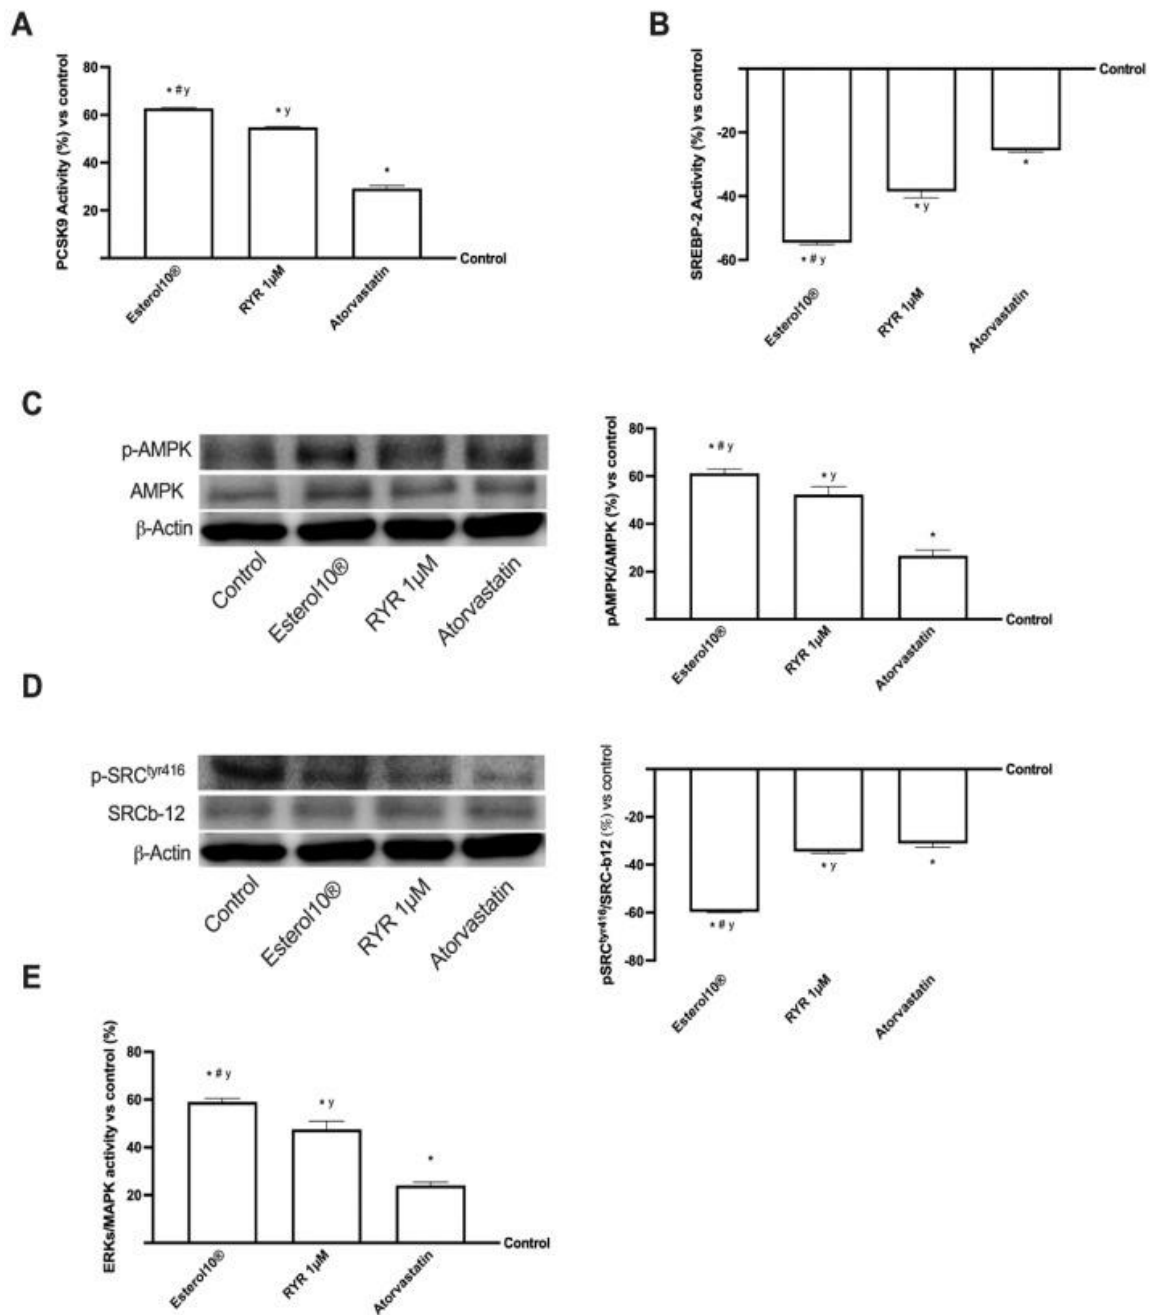 A
PCSK9 Activity (%) vs control
80
60
40
20
* # y
* y
*
Control
Esterol10®
RYR 1μM
Atorvastatin
B
SREBP-2 Activity (%) vs control
Control
-20
-40
-60
* # y
* y
*
Esterol10®
RYR 1μM
Atorvastatin
C
p-AMPK
AMPK
β-Actin
Control
Esterol10®
RYR 1μM
Atorvastatin
pAMPK/AMPK (%) vs control
80
60
40
20
* # y
* y
*
Control
Esterol10®
RYR 1μM
Atorvastatin
D
p-SRCtyr416
SRCb-12
β-Actin
Control
Esterol10®
RYR 1μM
Atorvastatin
pSRCtyr416/SRC-b12 (%) vs control
Control
-20
-40
-60
-80
* # y
* y
*
Esterol10®
RYR 1μM
Atorvastatin
E
ERKs/MAPK activity vs control (%)
80
60
40
20
* # y
* y
*
Control
Esterol10®
RYR 1μM
Atorvastatin